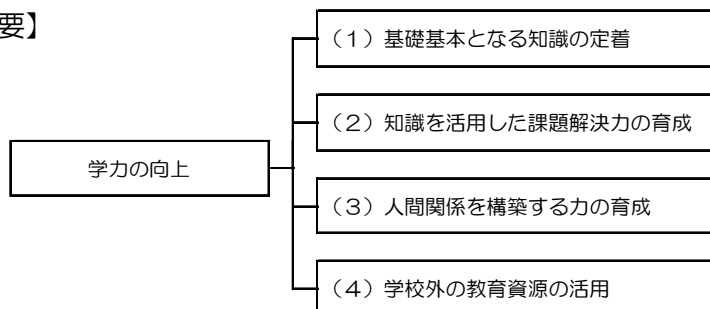 要】
(1)基礎基本となる知識の定着
(2)知識を活用した課題解決力の育成
学力の向上
(3)人間関係を構築する力の育成
(4)学校外の教育資源の活用